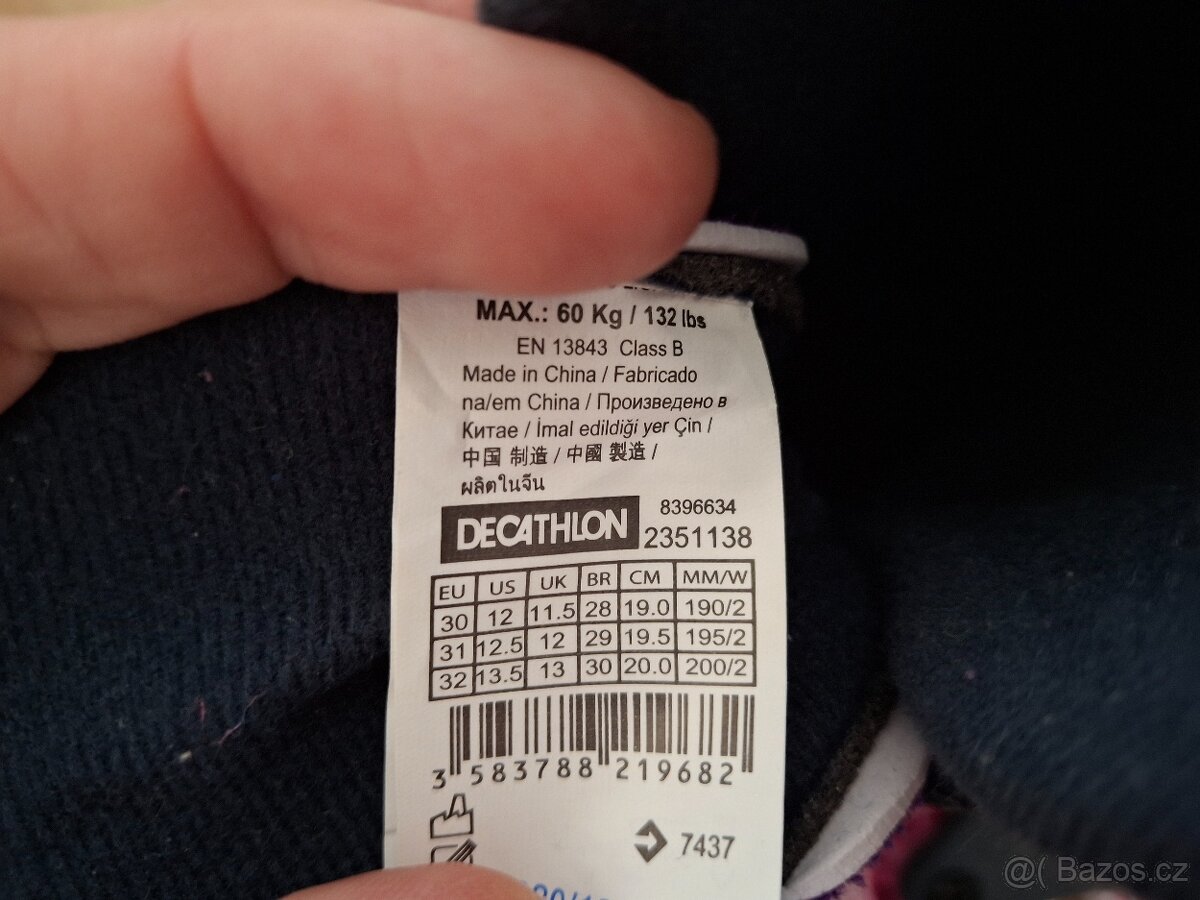 MAX.: 60 Kg / 132 lbs
EN 13843 Class B
Made in China / Fabricado
na/em China / Произведено в
Китае / İmal edildiği yer Çin /
中国 制造 / 中國 製造 /
ผลิตในจีน
8396634
DECATHLON 2351138
EU US UK BR CM MM/W
30 12 11.5 28 19.0 190/2
31 12.5 12 29 19.5 195/2
32 13.5 13 30 20.0 200/2
3 583788 219682
7437
@( Bazos.cz